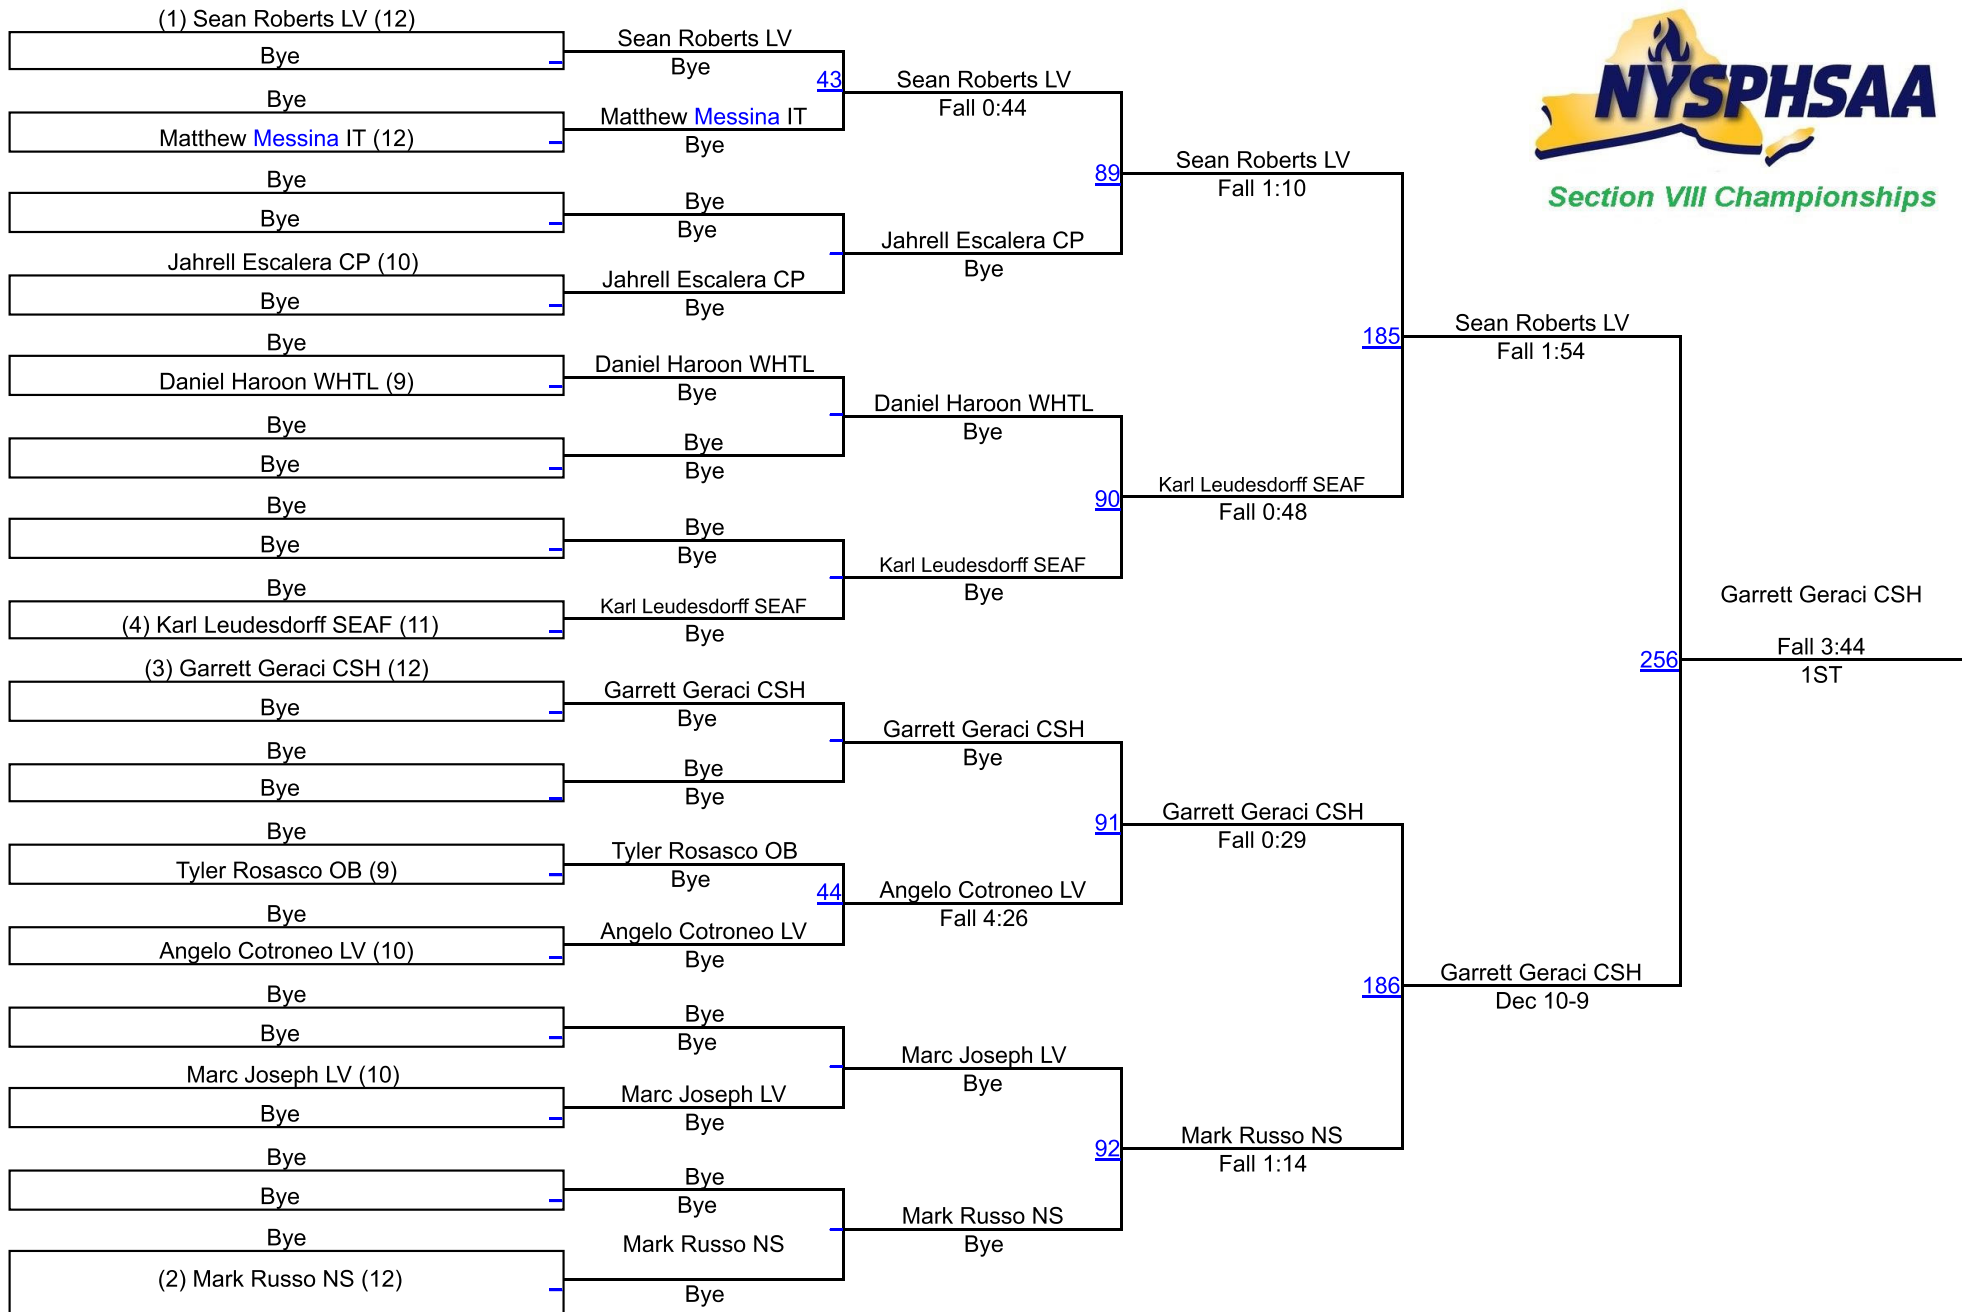 (1) Sean Roberts LV (12)
Bye
Bye
Matthew Messina IT (12)
Bye
Bye
Jahrell Escalera CP (10)
Bye
Bye
Daniel Haroon WHTL (9)
Bye
Bye
Bye
Bye
Bye
(4) Karl Leudesdorff SEAF (11)
(3) Garrett Geraci CSH (12)
Bye
Bye
Bye
Bye
Tyler Rosasco OB (9)
Bye
Angelo Cotroneo LV (10)
Bye
Bye
Marc Joseph LV (10)
Bye
Bye
Bye
Bye
(2) Mark Russo NS (12)
Sean Roberts LV
Bye
43
Matthew Messina IT
Bye
Bye
Bye
Jahrell Escalera CP
Bye
Daniel Haroon WHTL
Bye
Bye
Bye
Bye
Bye
Karl Leudesdorff SEAF
Bye
Garrett Geraci CSH
Bye
Bye
Bye
Tyler Rosasco OB
Bye
44
Angelo Cotroneo LV
Bye
Bye
Bye
Marc Joseph LV
Bye
Bye
Bye
Mark Russo NS
Bye
Sean Roberts LV
Fall 0:44
89
Jahrell Escalera CP
Bye
Daniel Haroon WHTL
Bye
90
Karl Leudesdorff SEAF
Bye
Garrett Geraci CSH
Bye
91
Angelo Cotroneo LV
Fall 4:26
Marc Joseph LV
Bye
92
Mark Russo NS
Bye
Sean Roberts LV
Fall 1:10
185
Karl Leudesdorff SEAF
Fall 0:48
Garrett Geraci CSH
Fall 0:29
186
Mark Russo NS
Fall 1:14
Sean Roberts LV
Fall 1:54
256
Garrett Geraci CSH
Dec 10-9
Garrett Geraci CSH
Fall 3:44
1ST
NYSPHSAA
Section VIII Championships